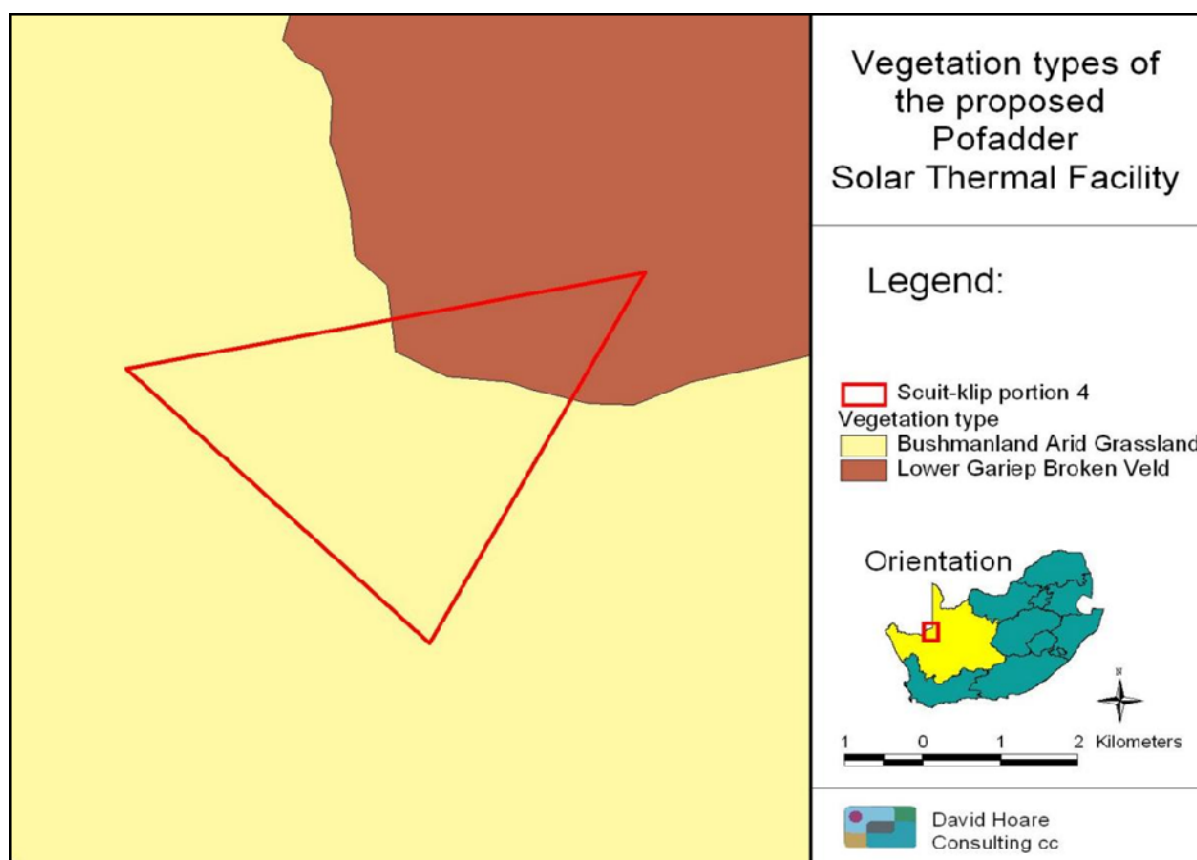 Vegetation types of
the proposed
Pofadder
Solar Thermal Facility
Legend:
Scuit-klip portion 4
Vegetation type
Bushmanland Arid Grassland
Lower Gariep Broken Veld
Orientation
N
1 0 1 2 Kilometers
David Hoare
Consulting cc